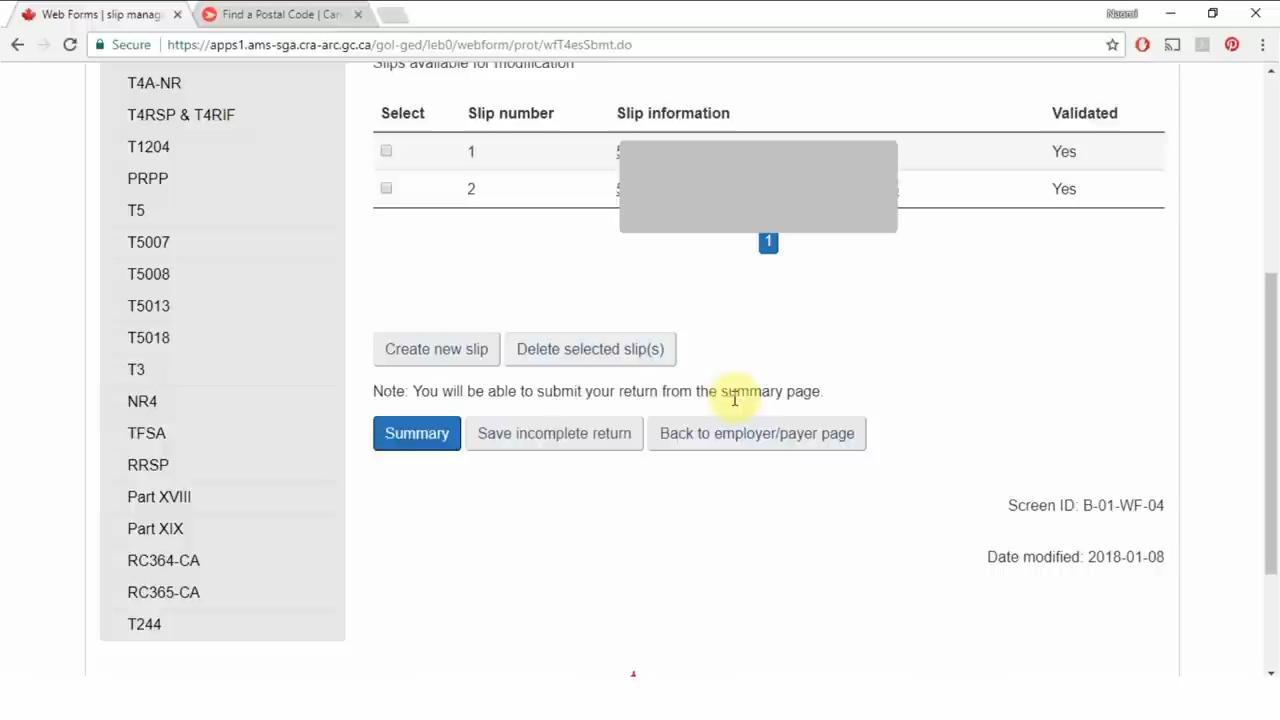 Web Forms | slip manag
Find a Postal Code | Can
Naomi
Secure
https://apps1.ams-sga.cra-arc.gc.ca/gol-ged/leb0/webform/prot/wfT4esSbmt.do
Slips available for modification
T4A-NR
T4RSP & T4RIF
T1204
PRPP
T5
T5007
T5008
T5013
T5018
T3
NR4
TFSA
RRSP
Part XVIII
Part XIX
RC364-CA
RC365-CA
T244
Select Slip number Slip information Validated
1 Yes
2 Yes
1
Create new slip Delete selected slip(s)
Note: You will be able to submit your return from the summary page.
Summary Save incomplete return Back to employer/payer page
Screen ID: B-01-WF-04
Date modified: 2018-01-08